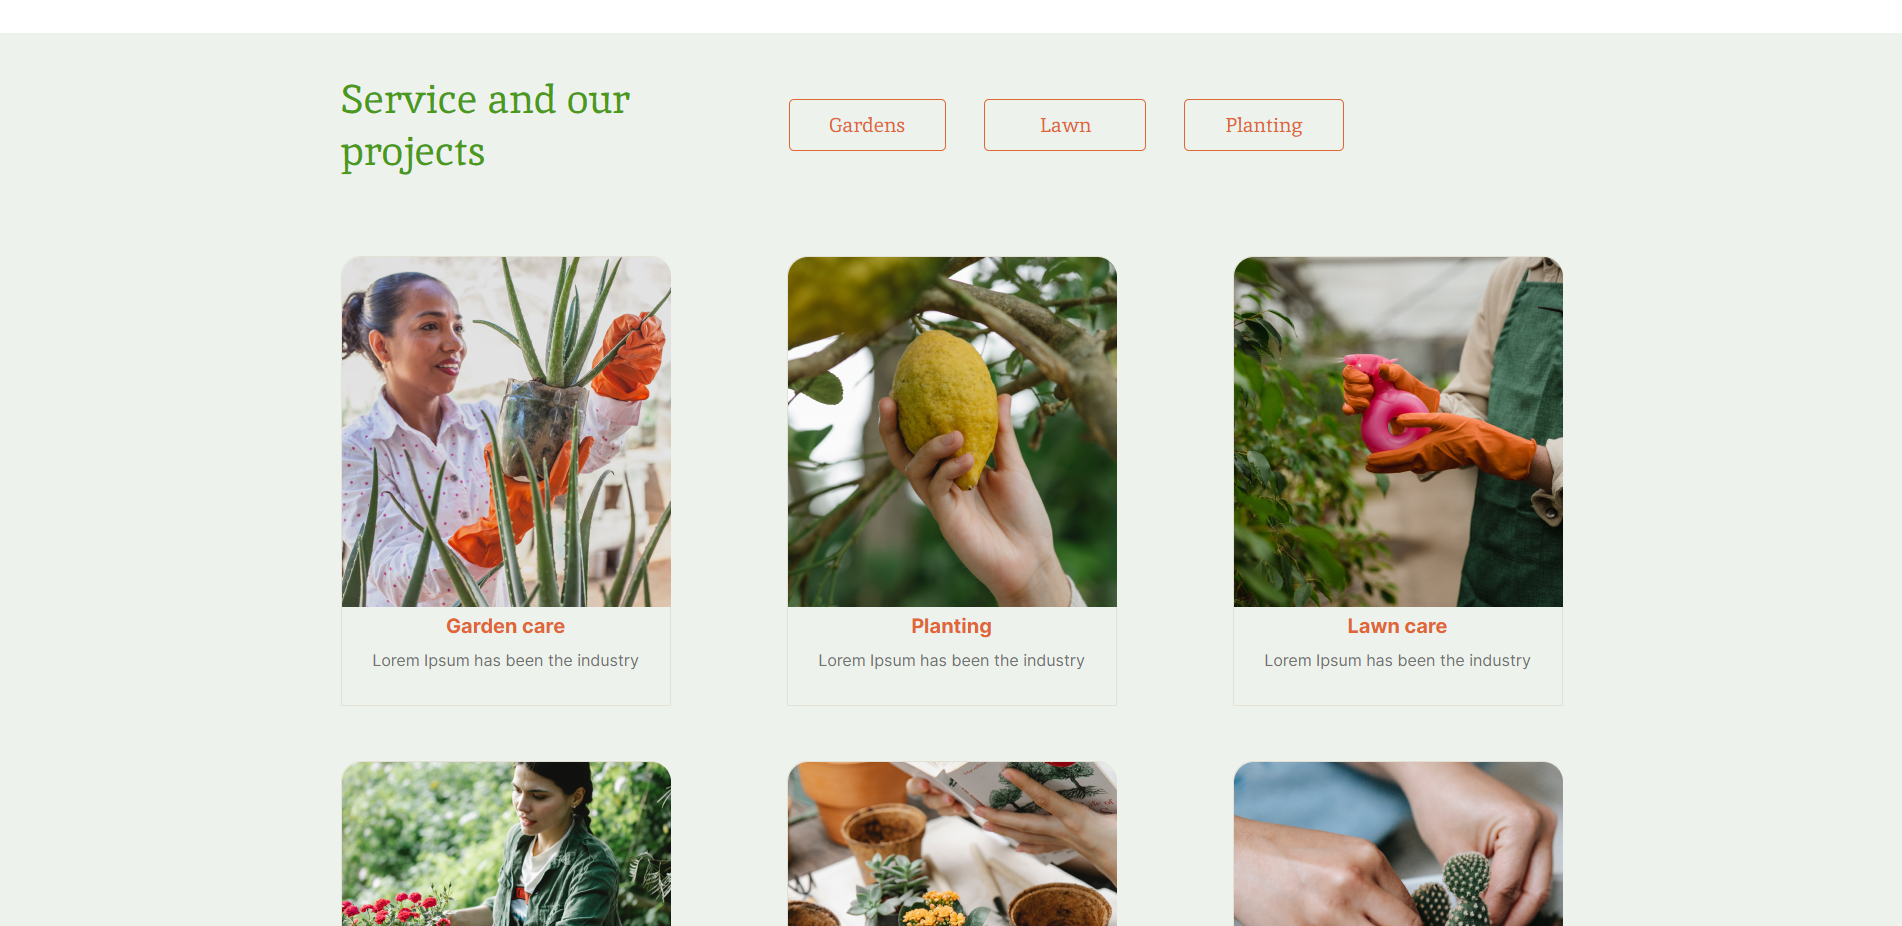 Service and our
projects
Gardens
Lawn
Planting
Garden care
Lorem Ipsum has been the industry
Planting
Lorem Ipsum has been the industry
Lawn care
Lorem Ipsum has been the industry